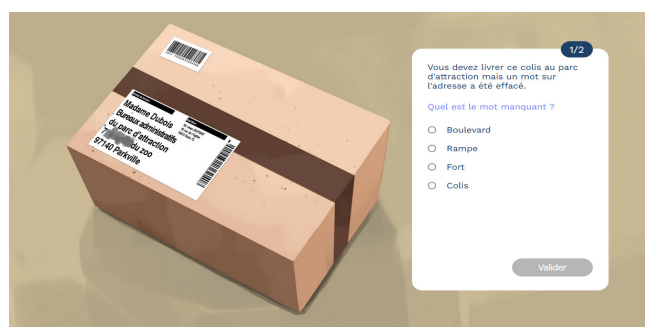 Madame Dubois
Bureaux administratifs
du parc d'attraction
7 du zoo
97140 Parkville
1/2
Vous devez livrer ce colis au parc
d'attraction mais un mot sur
l'adresse a été effacé.
Quel est le mot manquant ?
Boulevard
Rampe
Fort
Colis
Valider